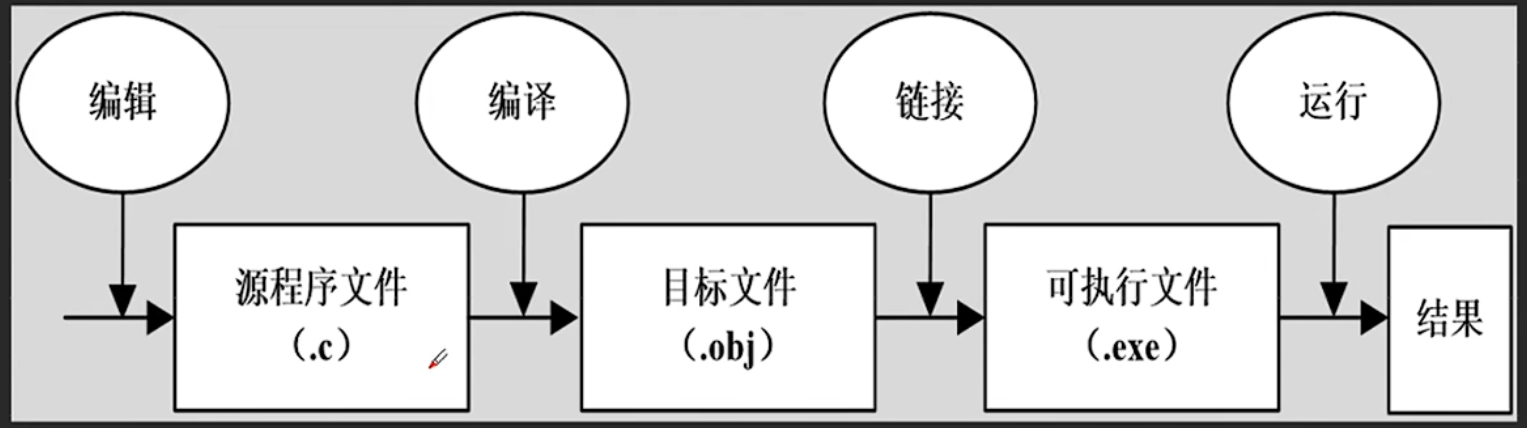 编辑
编译
链接
运行
源程序文件
（.c）
目标文件
（.obj）
可执行文件
（.exe）
结果